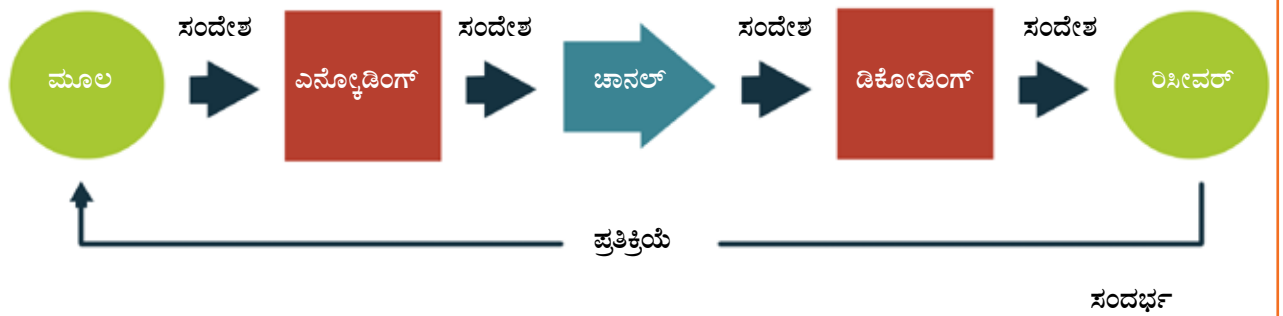 ಸಂದೇಶ ಸಂದೇಶ ಸಂದೇಶ ಸಂದೇಶ
ಮೂಲ ಎನ್ಕೋಡಿಂಗ್ ಚಾನಲ್ ಡಿಕೋಡಿಂಗ್ ರಿಸೀವರ್
ಪ್ರತಿಕ್ರಿಯೆ
ಸಂದರ್ಭ